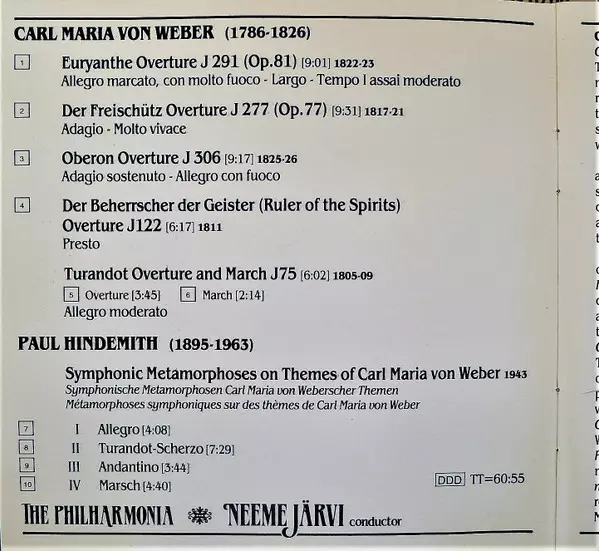 CARL MARIA VON WEBER (1786-1826)
1 Euryanthe Overture J 291 (Op.81) [9:01] 1822-23
Allegro marcato, con molto fuoco - Largo - Tempo I assai moderato
2 Der Freischütz Overture J 277 (Op.77) [9:31] 1817-21
Adagio - Molto vivace
3 Oberon Overture J 306 [9:17] 1825-26
Adagio sostenuto - Allegro con fuoco
4 Der Beherrscher der Geister (Ruler of the Spirits)
Overture J122 [6:17] 1811
Presto
Turandot Overture and March J75 [6:02] 1805-09
5 Overture [3:45] 6 March [2:14]
Allegro moderato
PAUL HINDEMITH (1895-1963)
Symphonic Metamorphoses on Themes of Carl Maria von Weber 1943
Symphonische Metamorphosen Carl Maria von Weberscher Themen
Métamorphoses symphoniques sur des thèmes de Carl Maria von Weber
7 I Allegro [4:08]
8 II Turandot-Scherzo [7:29]
9 III Andantino [3:44]
10 IV Marsch [4:40]
DDD TT=60:55
THE PHILHARMONIA NEEME JÄRVI conductor